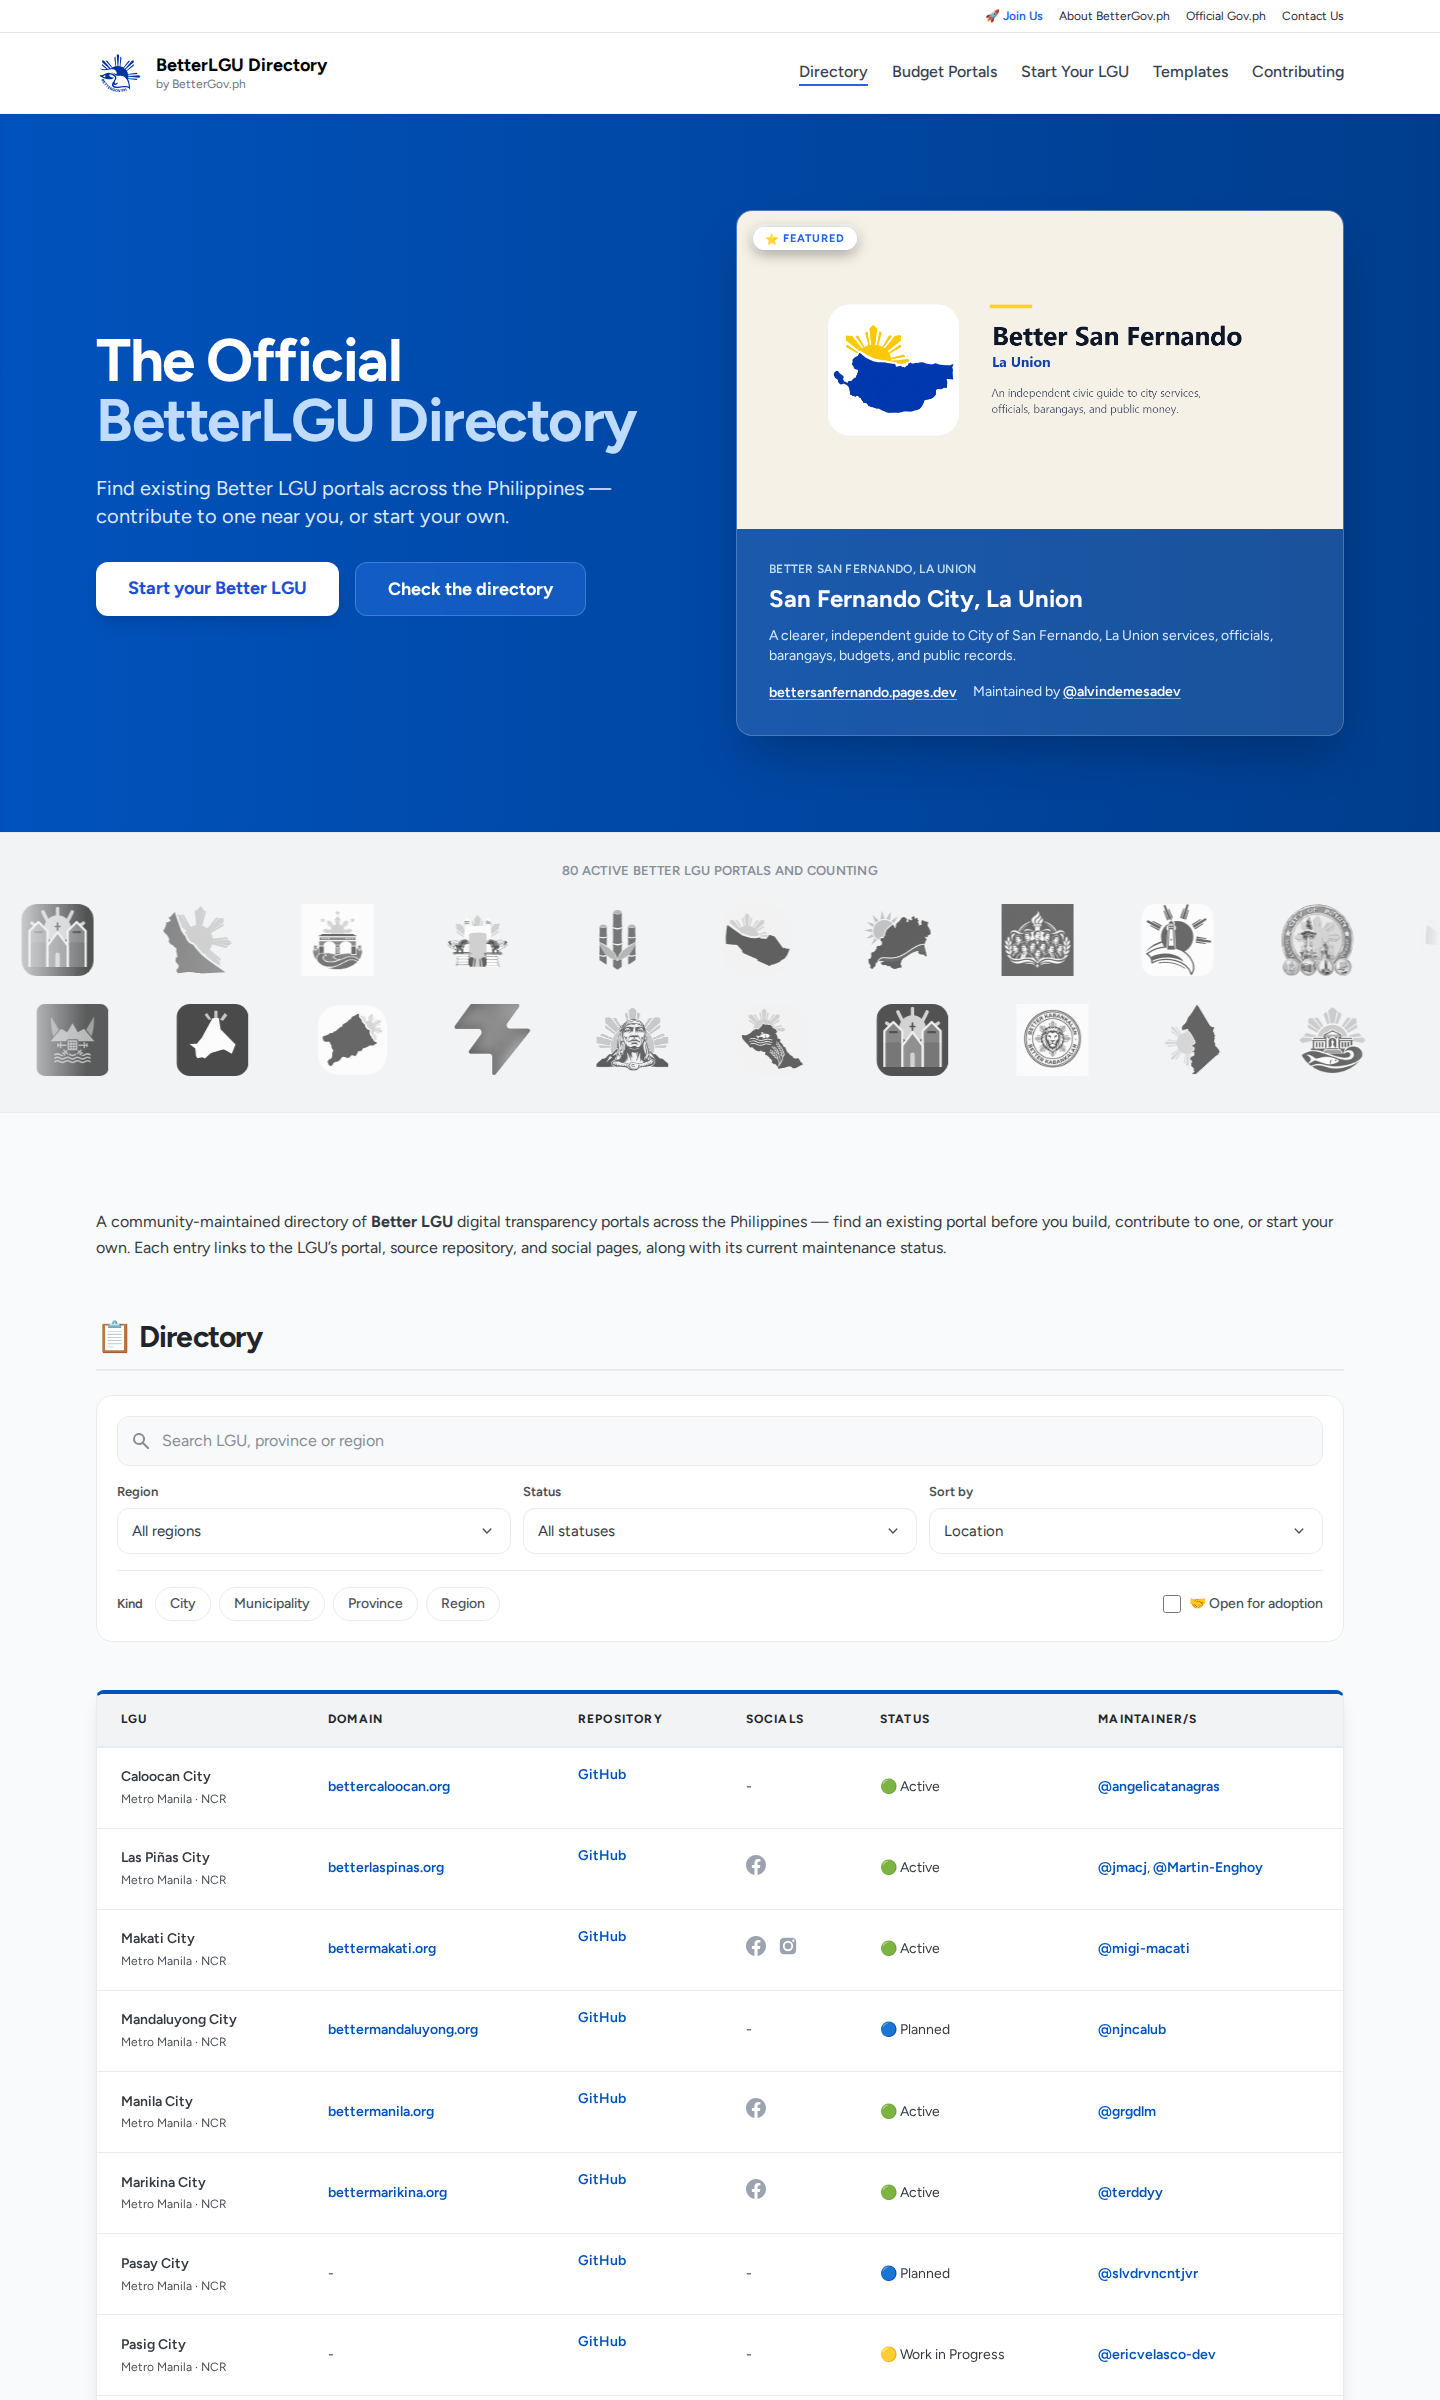 🚀 Join Us About BetterGov.ph Official Gov.ph Contact Us
BetterLGU Directory
by BetterGov.ph
Directory Budget Portals Start Your LGU Templates Contributing
⭐ FEATURED
Better San Fernando
La Union
An independent civic guide to city services,
officials, barangays, and public money.
The Official
BetterLGU Directory
Find existing Better LGU portals across the Philippines —
contribute to one near you, or start your own.
Start your Better LGU Check the directory
BETTER SAN FERNANDO, LA UNION
San Fernando City, La Union
A clearer, independent guide to City of San Fernando, La Union services, officials,
barangays, budgets, and public records.
bettersanfernando.pages.dev Maintained by @alvindemesadev
80 ACTIVE BETTER LGU PORTALS AND COUNTING
BETTER KABANKALAN
BETTER KABANKALAN
A community-maintained directory of Better LGU digital transparency portals across the Philippines — find an existing portal before you build, contribute to one, or start your
own. Each entry links to the LGU’s portal, source repository, and social pages, along with its current maintenance status.
📋 Directory
Search LGU, province or region
Region Status Sort by
All regions All statuses Location
Kind City Municipality Province Region 🤝 Open for adoption
LGU DOMAIN REPOSITORY SOCIALS STATUS MAINTAINER/S
Caloocan City
Metro Manila · NCR
bettercaloocan.org GitHub - 🟢 Active @angelicatanagras
Las Piñas City
Metro Manila · NCR
betterlaspinas.org GitHub 🟢 Active @jmacj, @Martin-Enghoy
Makati City
Metro Manila · NCR
bettermakati.org GitHub 🟢 Active @migi-macati
Mandaluyong City
Metro Manila · NCR
bettermandaluyong.org GitHub - 🔵 Planned @njncalub
Manila City
Metro Manila · NCR
bettermanila.org GitHub 🟢 Active @grgdlm
Marikina City
Metro Manila · NCR
bettermarikina.org GitHub 🟢 Active @terddyy
Pasay City
Metro Manila · NCR
- GitHub - 🔵 Planned @slvdrvncntjvr
Pasig City
Metro Manila · NCR
- GitHub - 🟡 Work in Progress @ericvelasco-dev